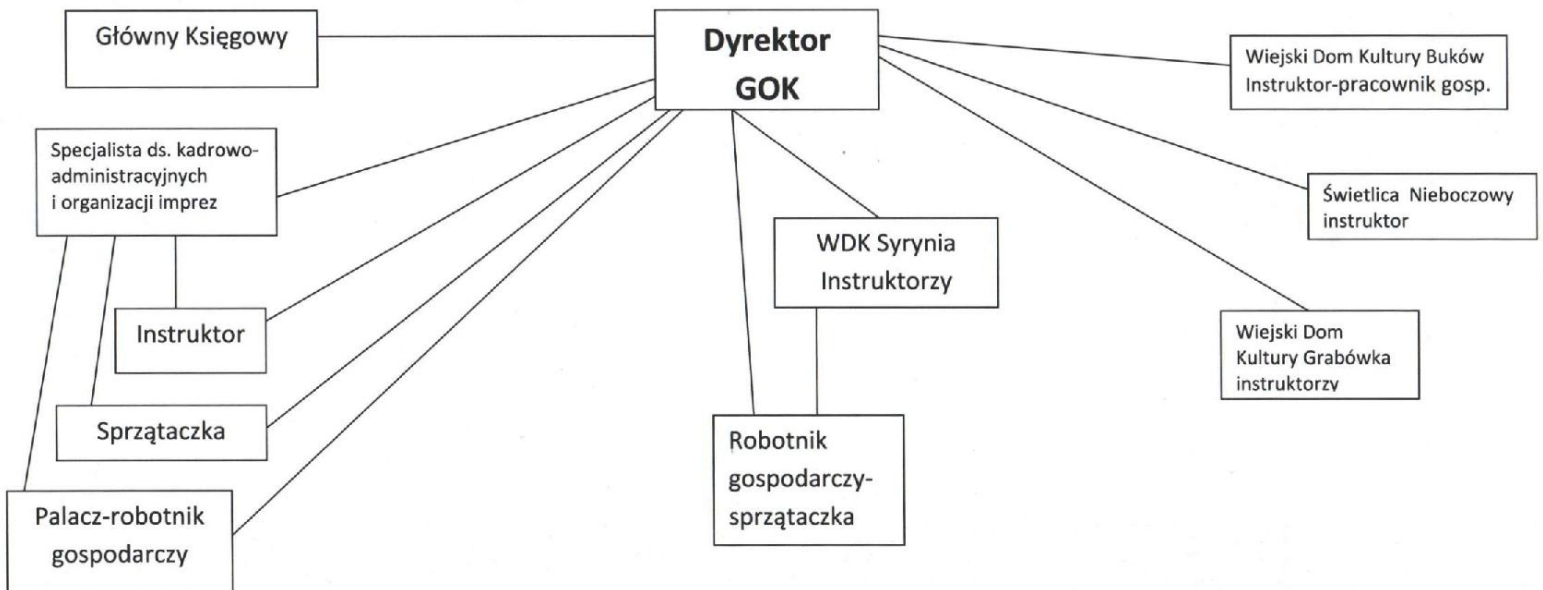 Główny Księgowy
Dyrektor
GOK
Wiejski Dom Kultury Buków
Instruktor-pracownik gosp.
Specjalista ds. kadrowo-
administracyjnych
i organizacji imprez
Świetlica Nieboczowy
instruktor
WDK Syrynia
Instruktorzy
Instruktor
Wiejski Dom
Kultury Grabówka
instruktorzy
Sprzątaczka
Robotnik
gospodarczy-
sprzątaczka
Palacz-robotnik
gospodarczy